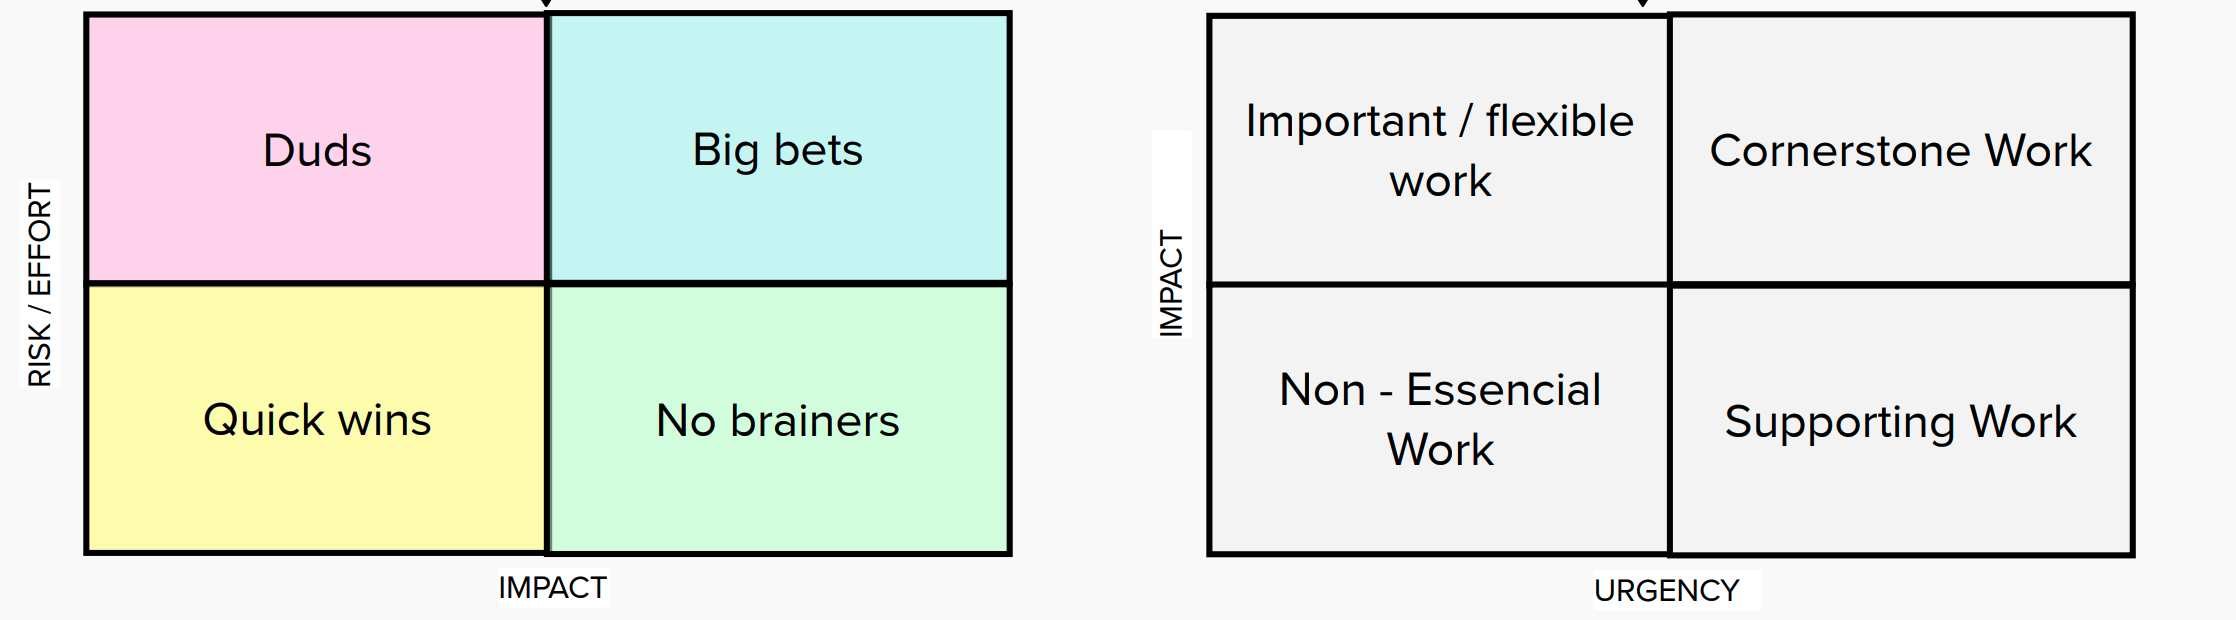 RISK / EFFORT
Duds
Big bets
Quick wins
No brainers
IMPACT
IMPACT
Important / flexible
work
Cornerstone Work
Non - Essencial
Work
Supporting Work
URGENCY